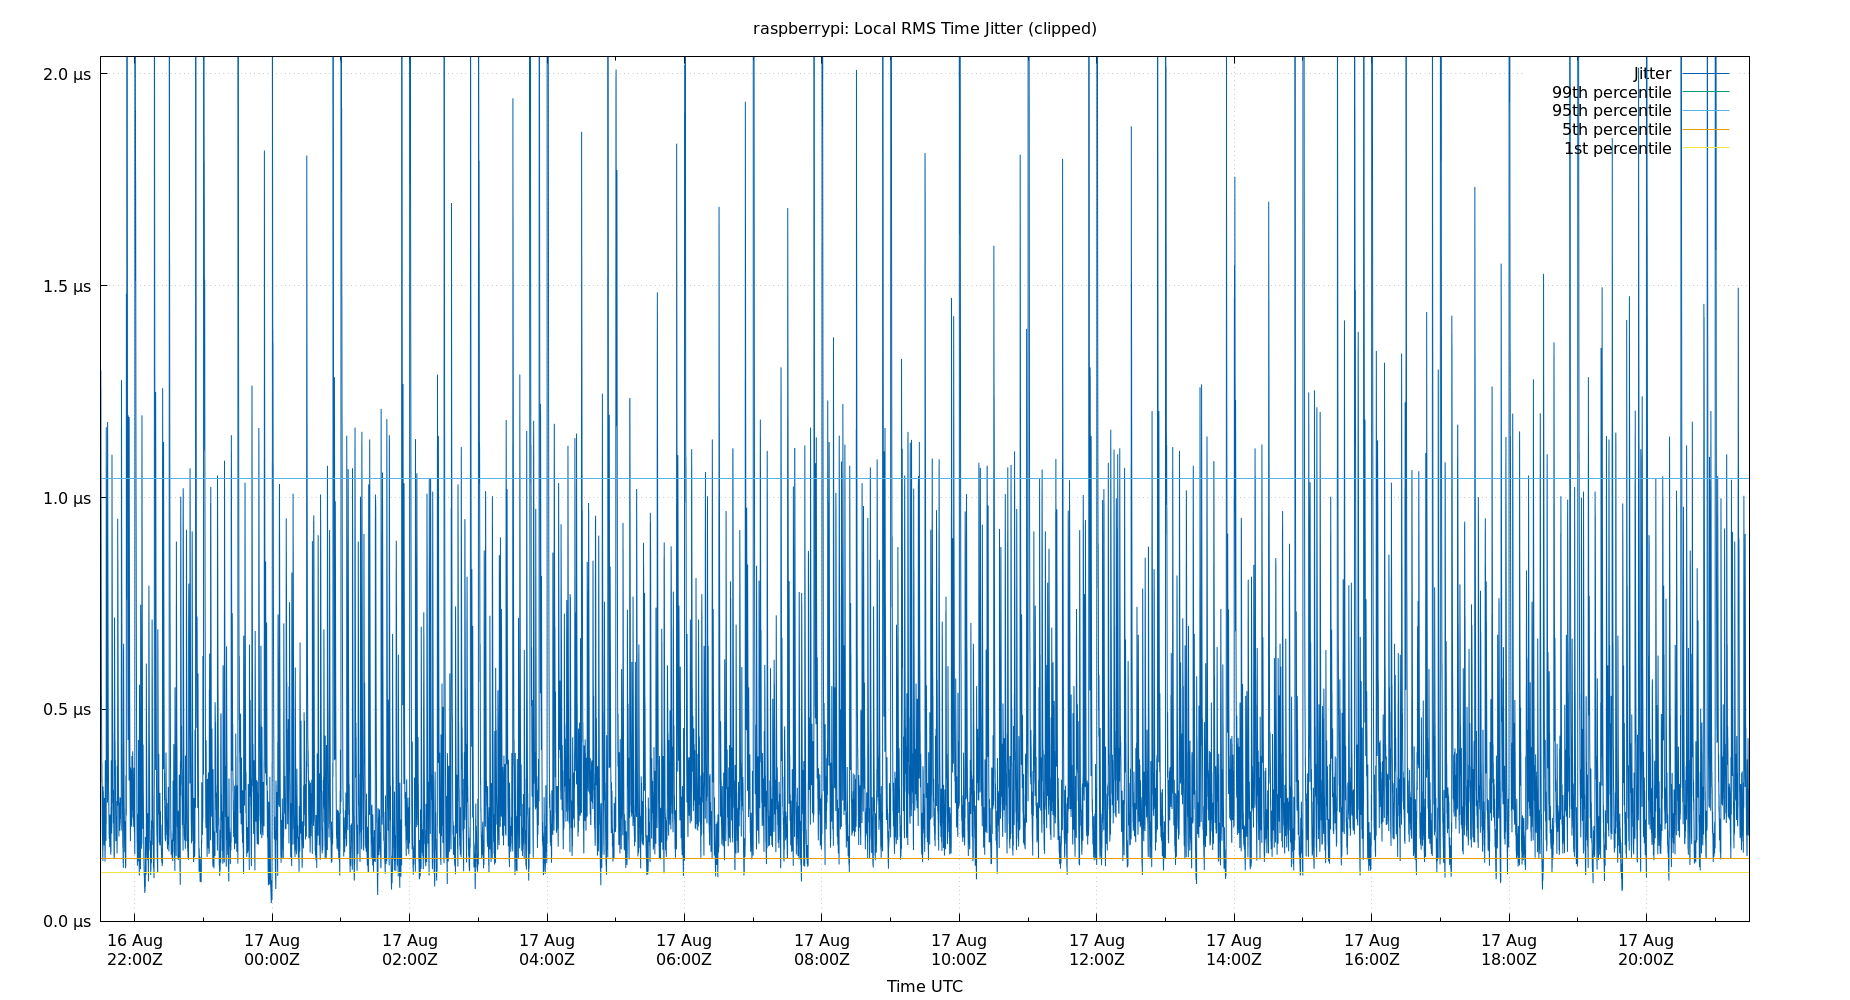 raspberrypi: Local RMS Time Jitter (clipped)
2.0 µs
1.5 µs
1.0 µs
0.5 µs
0.0 µs
Jitter
99th percentile
95th percentile
5th percentile
1st percentile
16 Aug 17 Aug 17 Aug 17 Aug 17 Aug 17 Aug 17 Aug 17 Aug 17 Aug 17 Aug 17 Aug 17 Aug
22:00Z 00:00Z 02:00Z 04:00Z 06:00Z 08:00Z 10:00Z 12:00Z 14:00Z 16:00Z 18:00Z 20:00Z
Time UTC